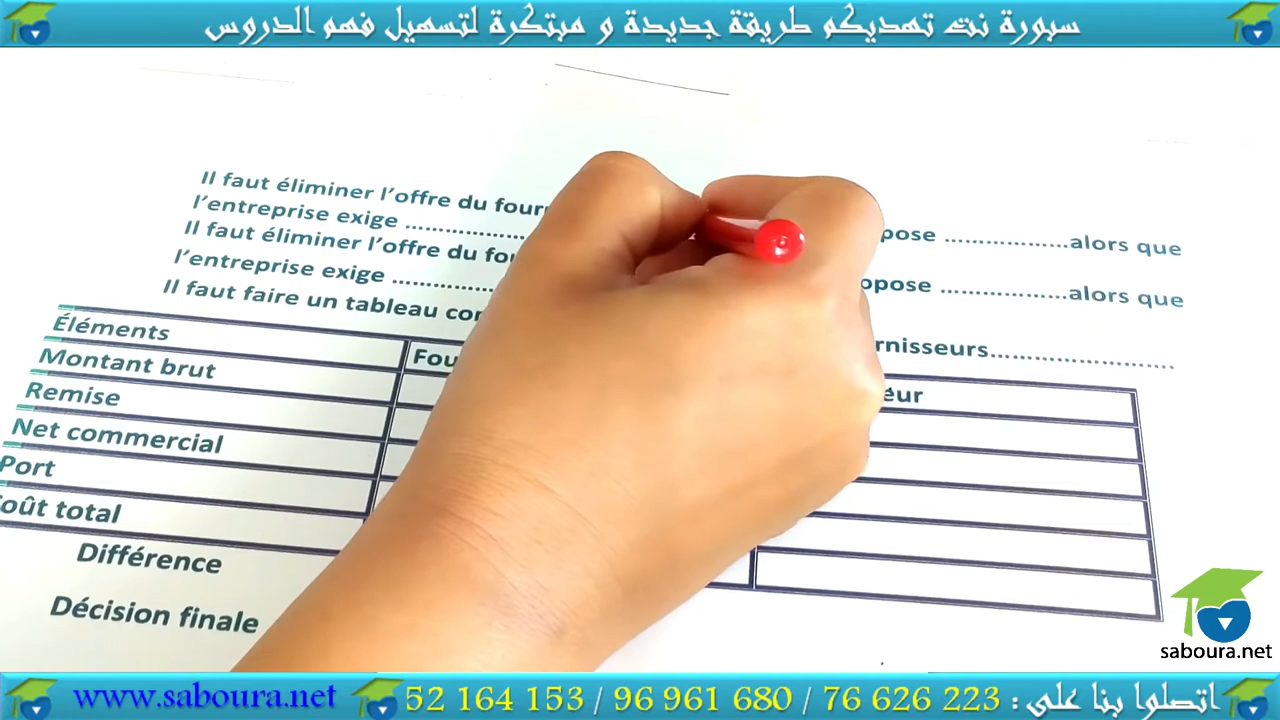 سبورة نت تهديكم طريقة جديدة و مبتكرة لتسهيل فهم الدروس
Il faut éliminer l'offre du four
pose ..................alors que
l'entreprise exige ..................
Il faut éliminer l'offre du fo
opose ..................alors que
l'entreprise exige ...............
Il faut faire un tableau co
rnisseurs...........................
Éléments
Fou
eur
Montant brut
Remise
Net commercial
Port
oût total
Différence
Décision finale
saboura.net
www.saboura.net
اتصلوا بنا على : 52 164 153 / 96 961 680 / 76 626 223